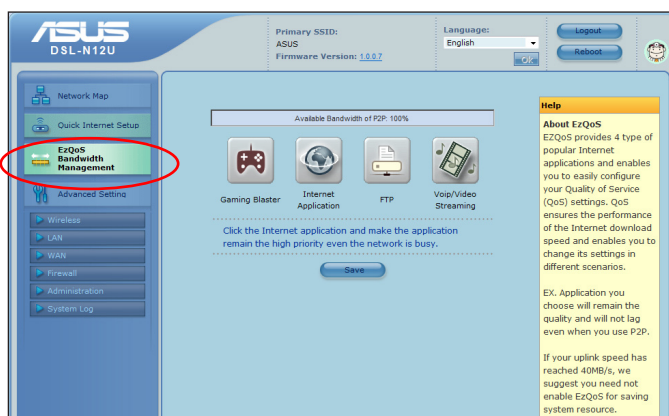 ASUS
DSL-N12U
Primary SSID:
ASUS
Firmware Version: 1.0.0.7
Language:
English
OK
Logout
Reboot
Network Map
Quick Internet Setup
EzQoS
Bandwidth
Management
Advanced Setting
Wireless
LAN
WAN
Firewall
Administration
System Log
Available Bandwidth of P2P: 100%
Gaming Blaster
Internet
Application
FTP
Voip/Video
Streaming
Click the Internet application and make the application
remain the high priority even the network is busy.
Save
Help
About EzQoS
EZQoS provides 4 type of
popular Internet
applications and enables
you to easily configure
your Quality of Service
(QoS) settings. QoS
ensures the performance
of the Internet download
speed and enables you to
change its settings in
different scenarios.
EX. Application you
choose will remain the
quality and will not lag
even when you use P2P.
If your uplink speed has
reached 40MB/s, we
suggest you need not
enable EzQoS for saving
system resource.